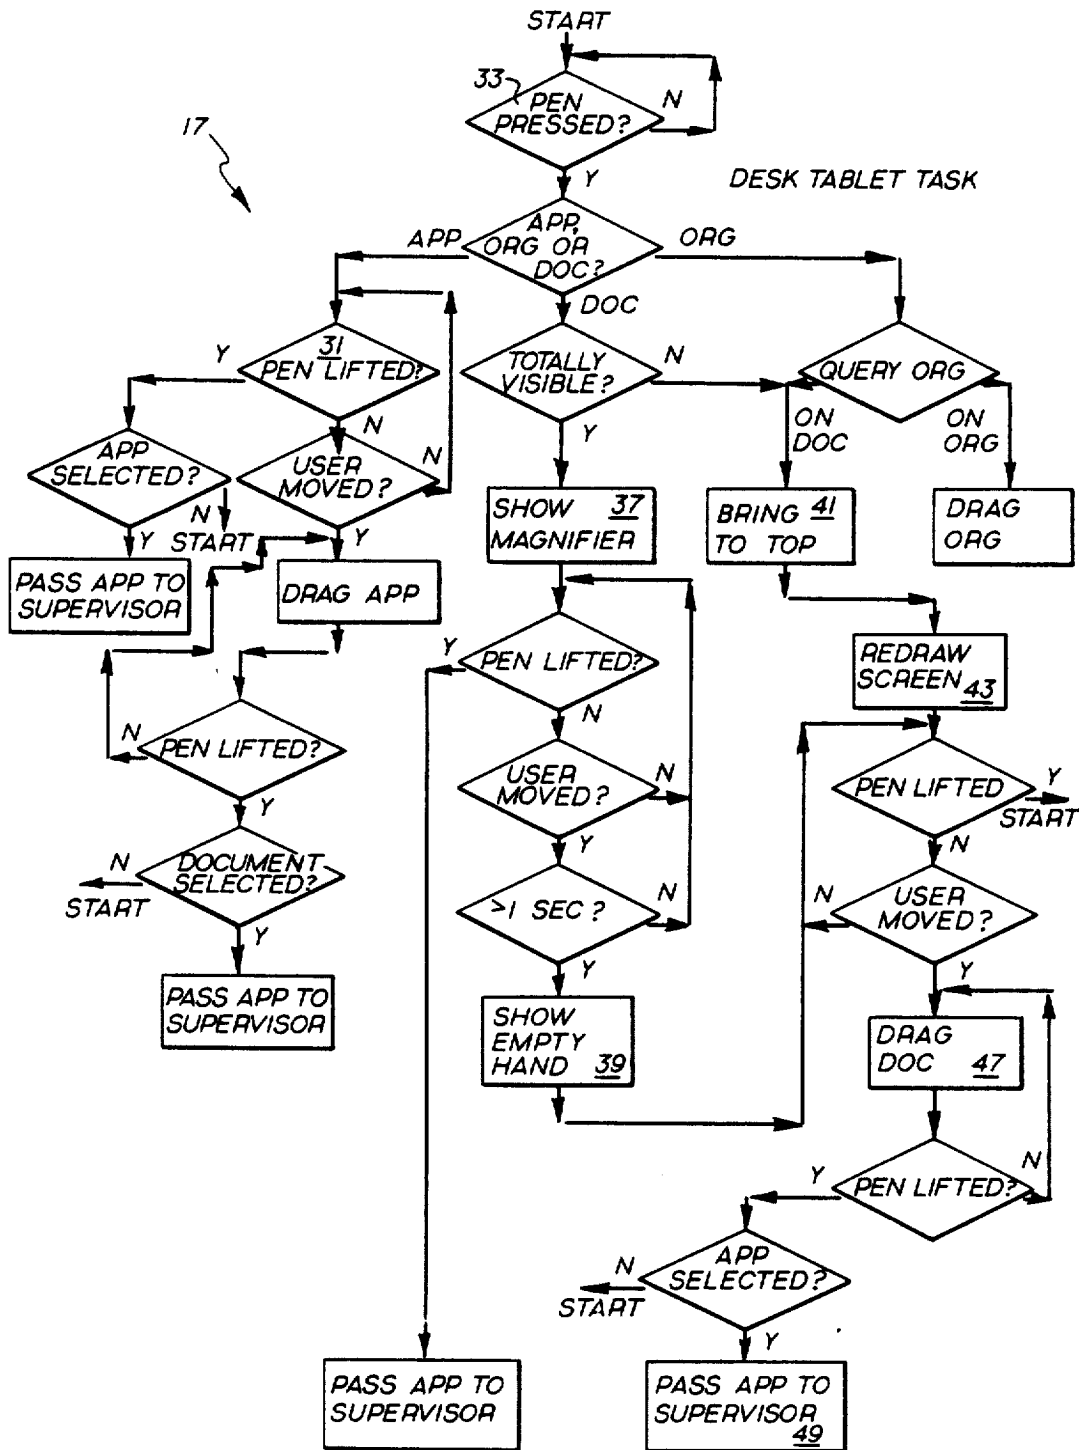 START
33
PEN
PRESSED?
N
17
Y
DESK TABLET TASK
APP,
ORG OR
DOC?
APP
ORG
DOC
31
PEN LIFTED?
Y
N
TOTALLY
VISIBLE?
N
Y
QUERY ORG
ON
DOC
ON
ORG
APP
SELECTED?
N
START
Y
USER
MOVED?
N
Y
SHOW 37
MAGNIFIER
BRING 41
TO TOP
DRAG
ORG
PASS APP TO
SUPERVISOR
DRAG APP
PEN LIFTED?
Y
N
REDRAW
SCREEN 43
PEN LIFTED?
N
Y
USER
MOVED?
N
Y
PEN LIFTED
Y
START
N
DOCUMENT
SELECTED?
N
START
Y
>1 SEC?
N
Y
USER
MOVED?
N
Y
PASS APP TO
SUPERVISOR
SHOW
EMPTY
HAND 39
DRAG
DOC 47
PEN LIFTED?
Y
N
APP
SELECTED?
N
START
Y
PASS APP TO
SUPERVISOR
PASS APP TO
SUPERVISOR
49